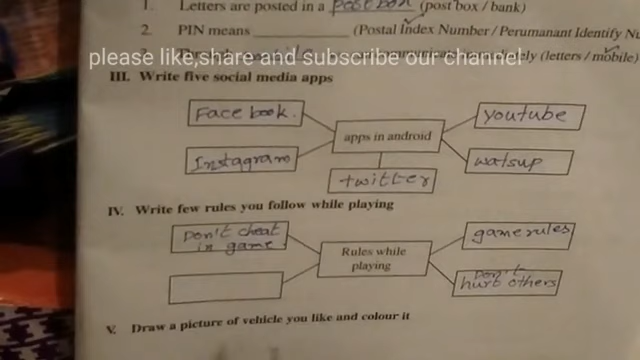 1. Letters are posted in a post box (post box / bank)
2. PIN means ________ (Postal Index Number / Perumanant Identify Nu
please like,share and subscribe our channel
(letters / mobile)
III. Write five social media apps
Face book.
youtube
apps in android
Instagram
watsup
twitter
IV. Write few rules you follow while playing
Don't cheat
in game
game rules
Rules while
playing
Don't
hurt others
V. Draw a picture of vehicle you like and colour it